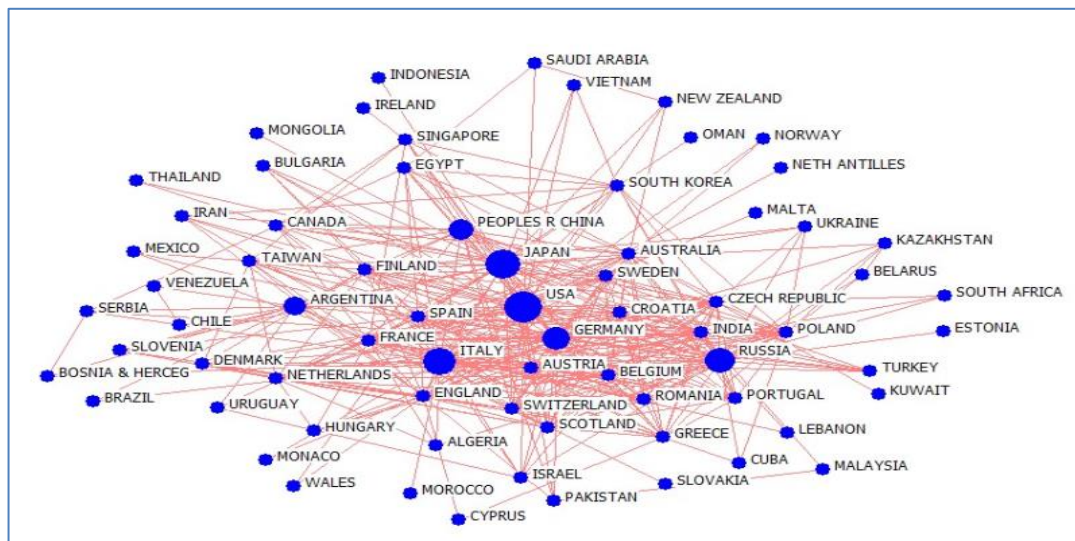 SAUDI ARABIA
INDONESIA
VIETNAM
NEW ZEALAND
IRELAND
MONGOLIA
SINGAPORE
OMAN
NORWAY
BULGARIA
EGYPT
NETH ANTILLES
THAILAND
SOUTH KOREA
IRAN
CANADA
PEOPLES R CHINA
MALTA
UKRAINE
KAZAKHSTAN
MEXICO
TAIWAN
JAPAN
AUSTRALIA
FINLAND
SWEDEN
BELARUS
VENEZUELA
ARGENTINA
USA
CZECH REPUBLIC
SOUTH AFRICA
SERBIA
SPAIN
CROATIA
CHILE
GERMANY
INDIA
POLAND
ESTONIA
SLOVENIA
FRANCE
ITALY
RUSSIA
DENMARK
AUSTRIA
BELGIUM
TURKEY
BOSNIA & HERCEG
NETHERLANDS
BRAZIL
ENGLAND
ROMANIA
PORTUGAL
KUWAIT
URUGUAY
SWITZERLAND
HUNGARY
SCOTLAND
GREECE
LEBANON
ALGERIA
MONACO
CUBA
MALAYSIA
ISRAEL
WALES
MOROCCO
SLOVAKIA
PAKISTAN
CYPRUS